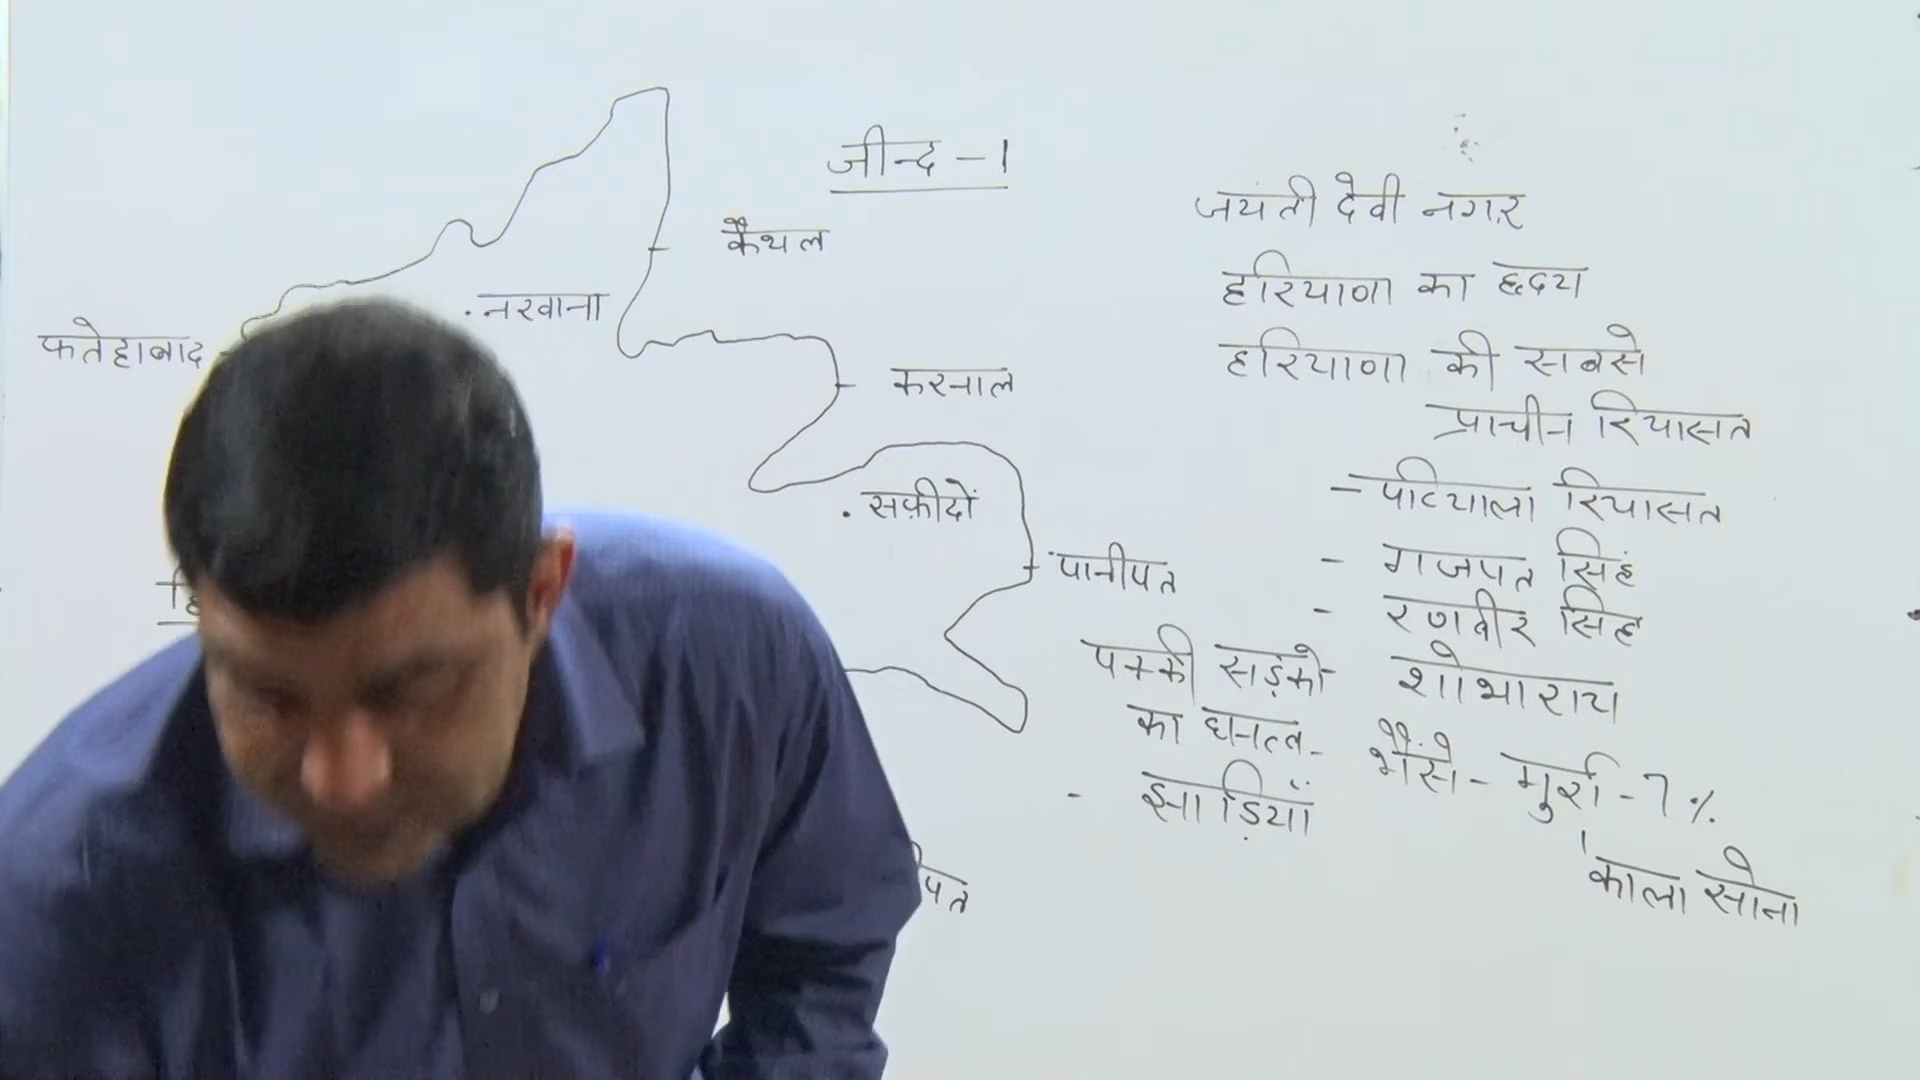 जीन्द - 1
कैथल
. नरवाना
फतेहाबाद
करनाल
. सफ़ीदों
पानीपत
हि
पत
जयंती देवी नगर
हरियाणा का हृदय
हरियाणा की सबसे
प्राचीन रियासत
- पटियाला रियासत
- गजपत सिंह
- रणबीर सिंह
शोभाराय
भैंसे - मुर्रा - 7 %
काला सोना
पक्की सड़को
का घनत्व -
- झाड़ियाँ